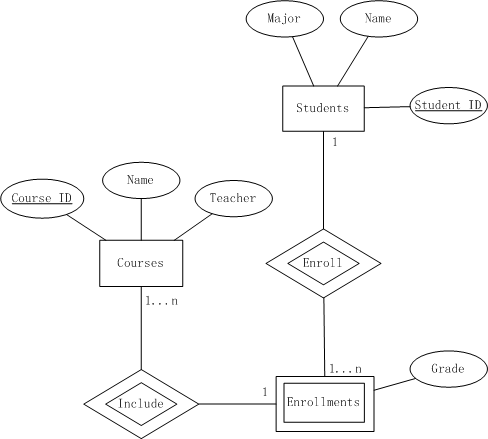 Major
Name
Students
Student ID
1
Name
Course ID
Teacher
Courses
Enroll
1...n
1...n
Grade
1
Include
Enrollments